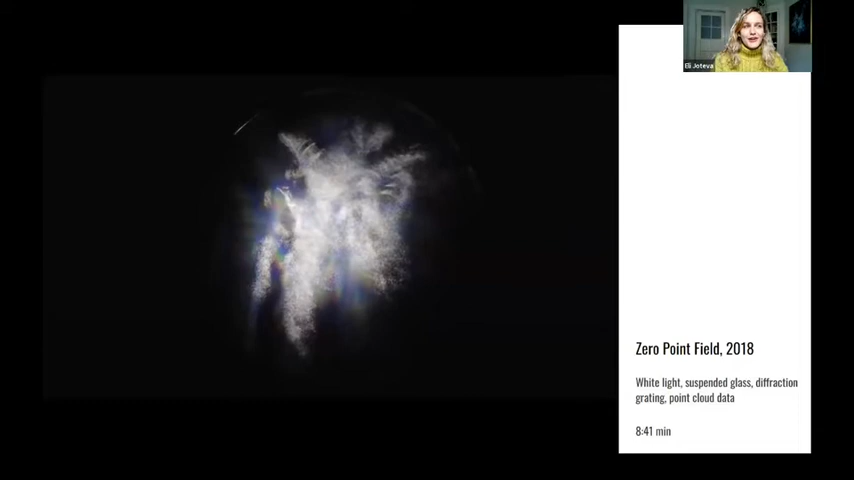 Eli Joteva
Zero Point Field, 2018
White light, suspended glass, diffraction
grating, point cloud data
8:41 min